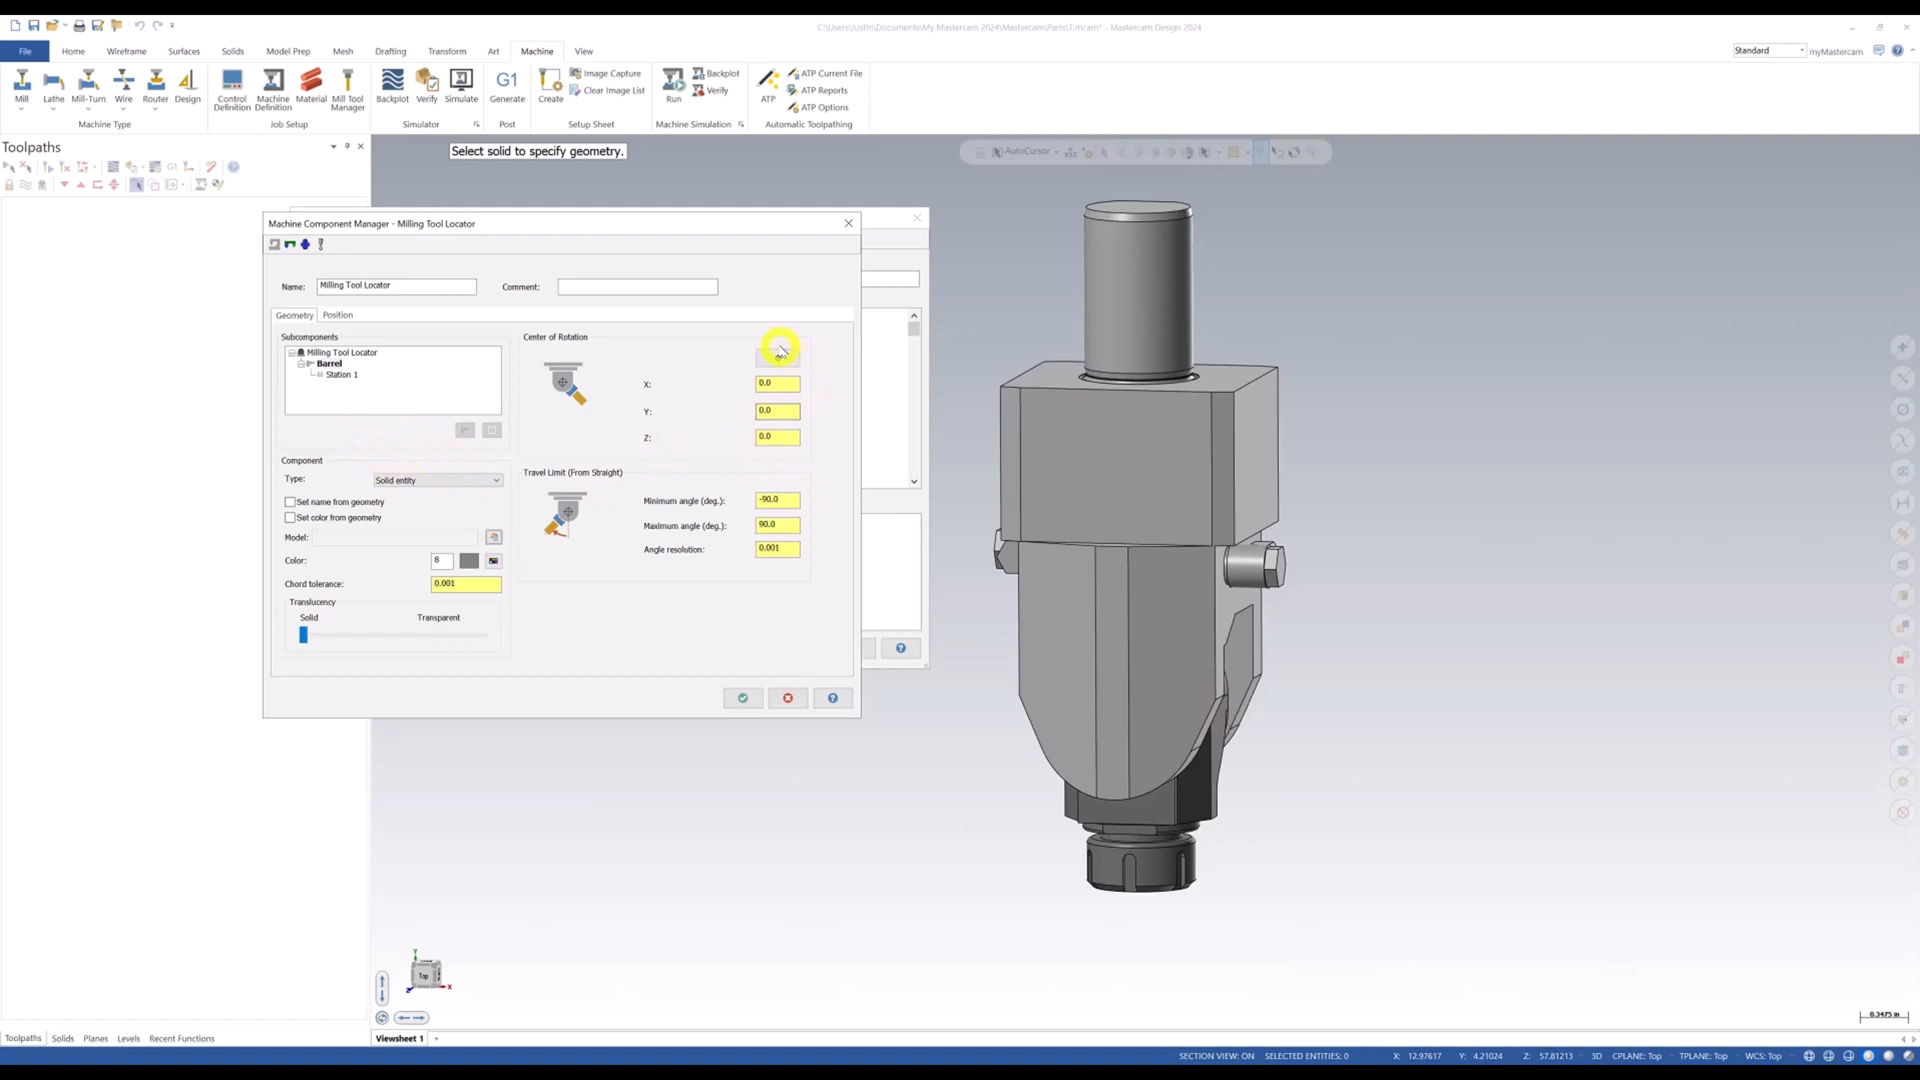 C:\Users\Justin\Documents\My Mastercam 2024\Mastercam\Parts\T.mcam* - Mastercam Design 2024
File Home Wireframe Surfaces Solids Model Prep Mesh Drafting Transform Art Machine View
Standard myMastercam
Mill Lathe Mill-Turn Wire Router Design
Machine Type
Control Definition Machine Definition Material Mill Tool Manager
Job Setup
Backplot Verify Simulate
Simulator
G1 Generate
Post
Create Image Capture Clear Image List
Setup Sheet
Run Backplot Verify
Machine Simulation
ATP ATP Current File ATP Reports ATP Options
Automatic Toolpathing
Toolpaths
G1
Select solid to specify geometry.
AutoCursor
Machine Component Manager - Milling Tool Locator
Name: Milling Tool Locator Comment:
Geometry Position
Subcomponents
Milling Tool Locator
Barrel
Station 1
Component
Type: Solid entity
Set name from geometry
Set color from geometry
Model:
Color: 8
Chord tolerance: 0.001
Translucency
Solid Transparent
Center of Rotation
X: 0.0
Y: 0.0
Z: 0.0
Travel Limit (From Straight)
Minimum angle (deg.): -90.0
Maximum angle (deg.): 90.0
Angle resolution: 0.001
Y
Top
X
Z
0.3475 in
Toolpaths Solids Planes Levels Recent Functions
Viewsheet 1 +
SECTION VIEW: ON SELECTED ENTITIES: 0 X: 12.97617 Y: 4.21024 Z: 57.81213 3D CPLANE: Top TPLANE: Top WCS: Top